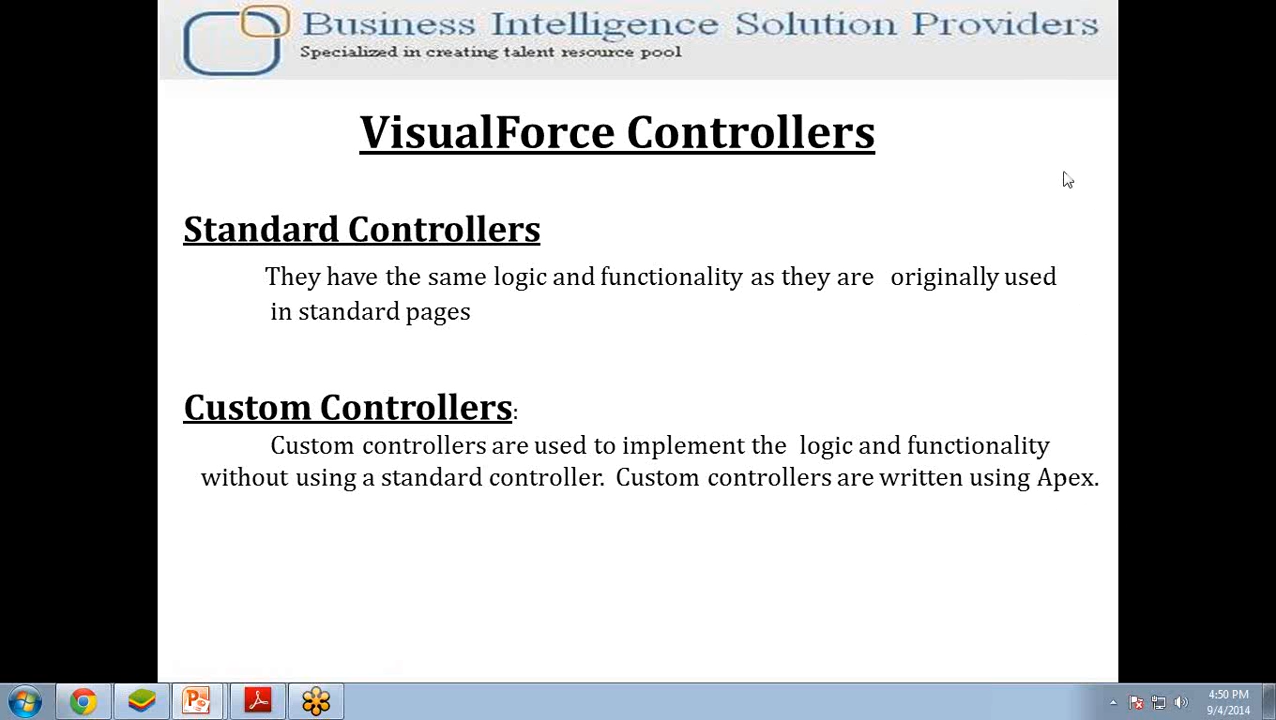 Business Intelligence Solution Providers
Specialized in creating talent resource pool
VisualForce Controllers
Standard Controllers
They have the same logic and functionality as they are originally used
in standard pages
Custom Controllers:
Custom controllers are used to implement the logic and functionality
without using a standard controller. Custom controllers are written using Apex.
4:50 PM
9/4/2014